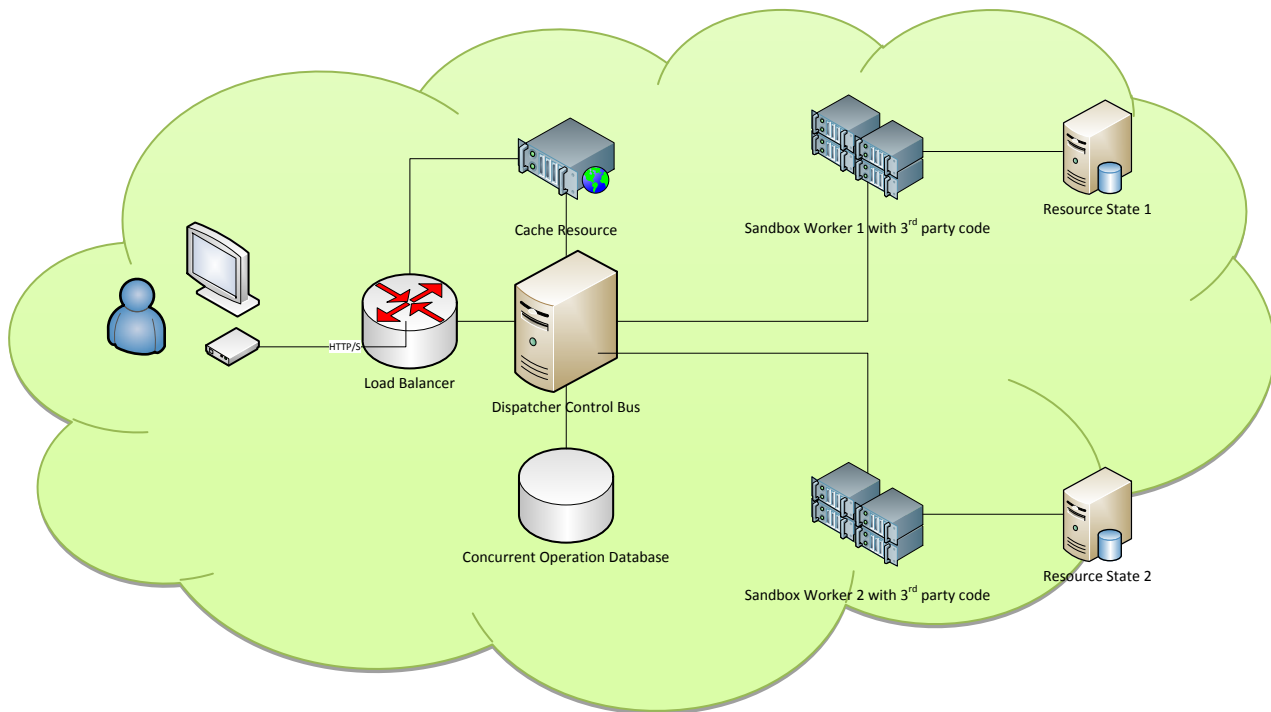 Cache Resource
Sandbox Worker 1 with 3rd party code
Resource State 1
HTTP/S
Load Balancer
Dispatcher Control Bus
Concurrent Operation Database
Sandbox Worker 2 with 3rd party code
Resource State 2